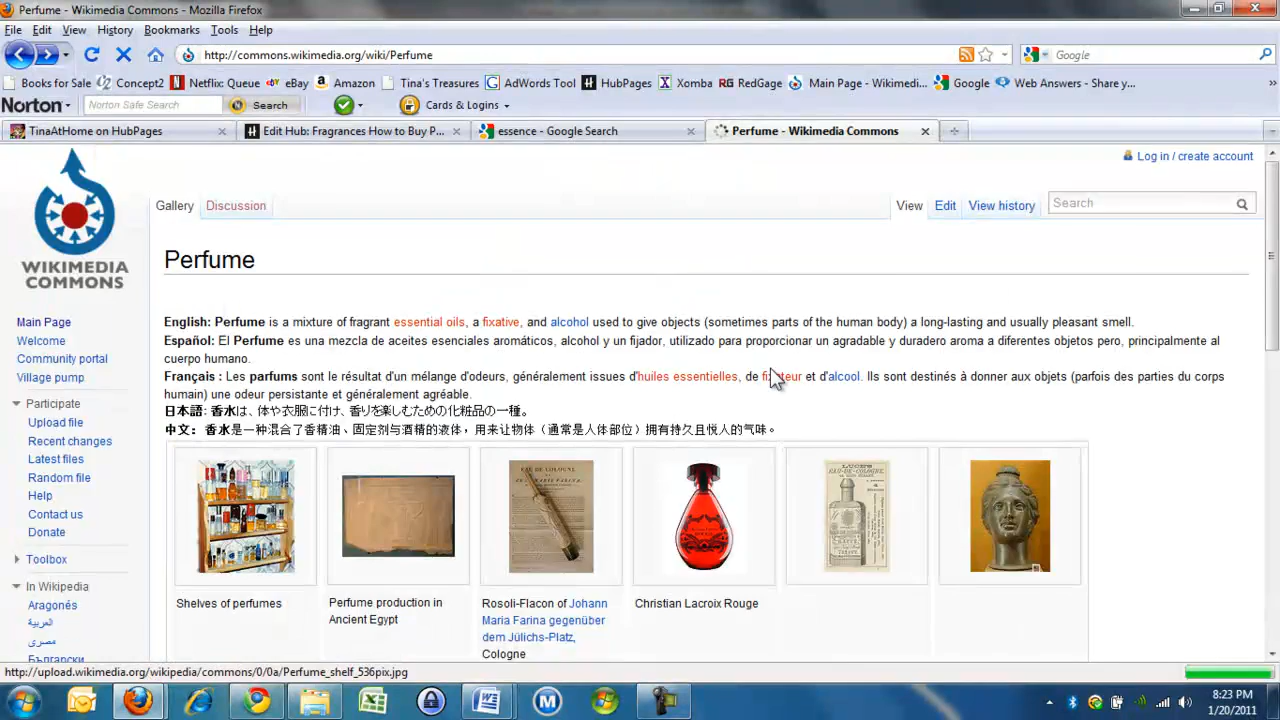 Perfume - Wikimedia Commons - Mozilla Firefox
File Edit View History Bookmarks Tools Help
http://commons.wikimedia.org/wiki/Perfume Google
Books for Sale Concept2 Netflix: Queue eBay Amazon Tina's Treasures AdWords Tool HubPages Xomba RedGage Main Page - Wikimedi... Google Web Answers - Share y... »
Norton Norton Safe Search Search Cards & Logins
TinaAtHome on HubPages Edit Hub: Fragrances How to Buy P... essence - Google Search Perfume - Wikimedia Commons
Log in / create account
Gallery Discussion View Edit View history Search
WIKIMEDIA
COMMONS
Main Page
Welcome
Community portal
Village pump
Participate
Upload file
Recent changes
Latest files
Random file
Help
Contact us
Donate
Toolbox
In Wikipedia
Aragonés
العربية
مصرى
Български
Perfume
English: Perfume is a mixture of fragrant essential oils, a fixative, and alcohol used to give objects (sometimes parts of the human body) a long-lasting and usually pleasant smell.
Español: El Perfume es una mezcla de aceites esenciales aromáticos, alcohol y un fijador, utilizado para proporcionar un agradable y duradero aroma a diferentes objetos pero, principalmente al
cuerpo humano.
Français : Les parfums sont le résultat d'un mélange d'odeurs, généralement issues d'huiles essentielles, de et d'alcool. Ils sont destinés à donner aux objets (parfois des parties du corps
humain) une odeur persistante et généralement agréable.
日本語: 香水は、体や衣服に付け、香りを楽しむための化粧品の一種。
中文： 香水是一种混合了香精油、固定剂与酒精的液体，用来让物体（通常是人体部位）拥有持久且悦人的气味。
Shelves of perfumes
Perfume production in
Ancient Egypt
Rosoli-Flacon of Johann
Maria Farina gegenüber
dem Jülichs-Platz,
Cologne
Christian Lacroix Rouge
http://upload.wikimedia.org/wikipedia/commons/0/0a/Perfume_shelf_536pix.jpg
8:23 PM
1/20/2011